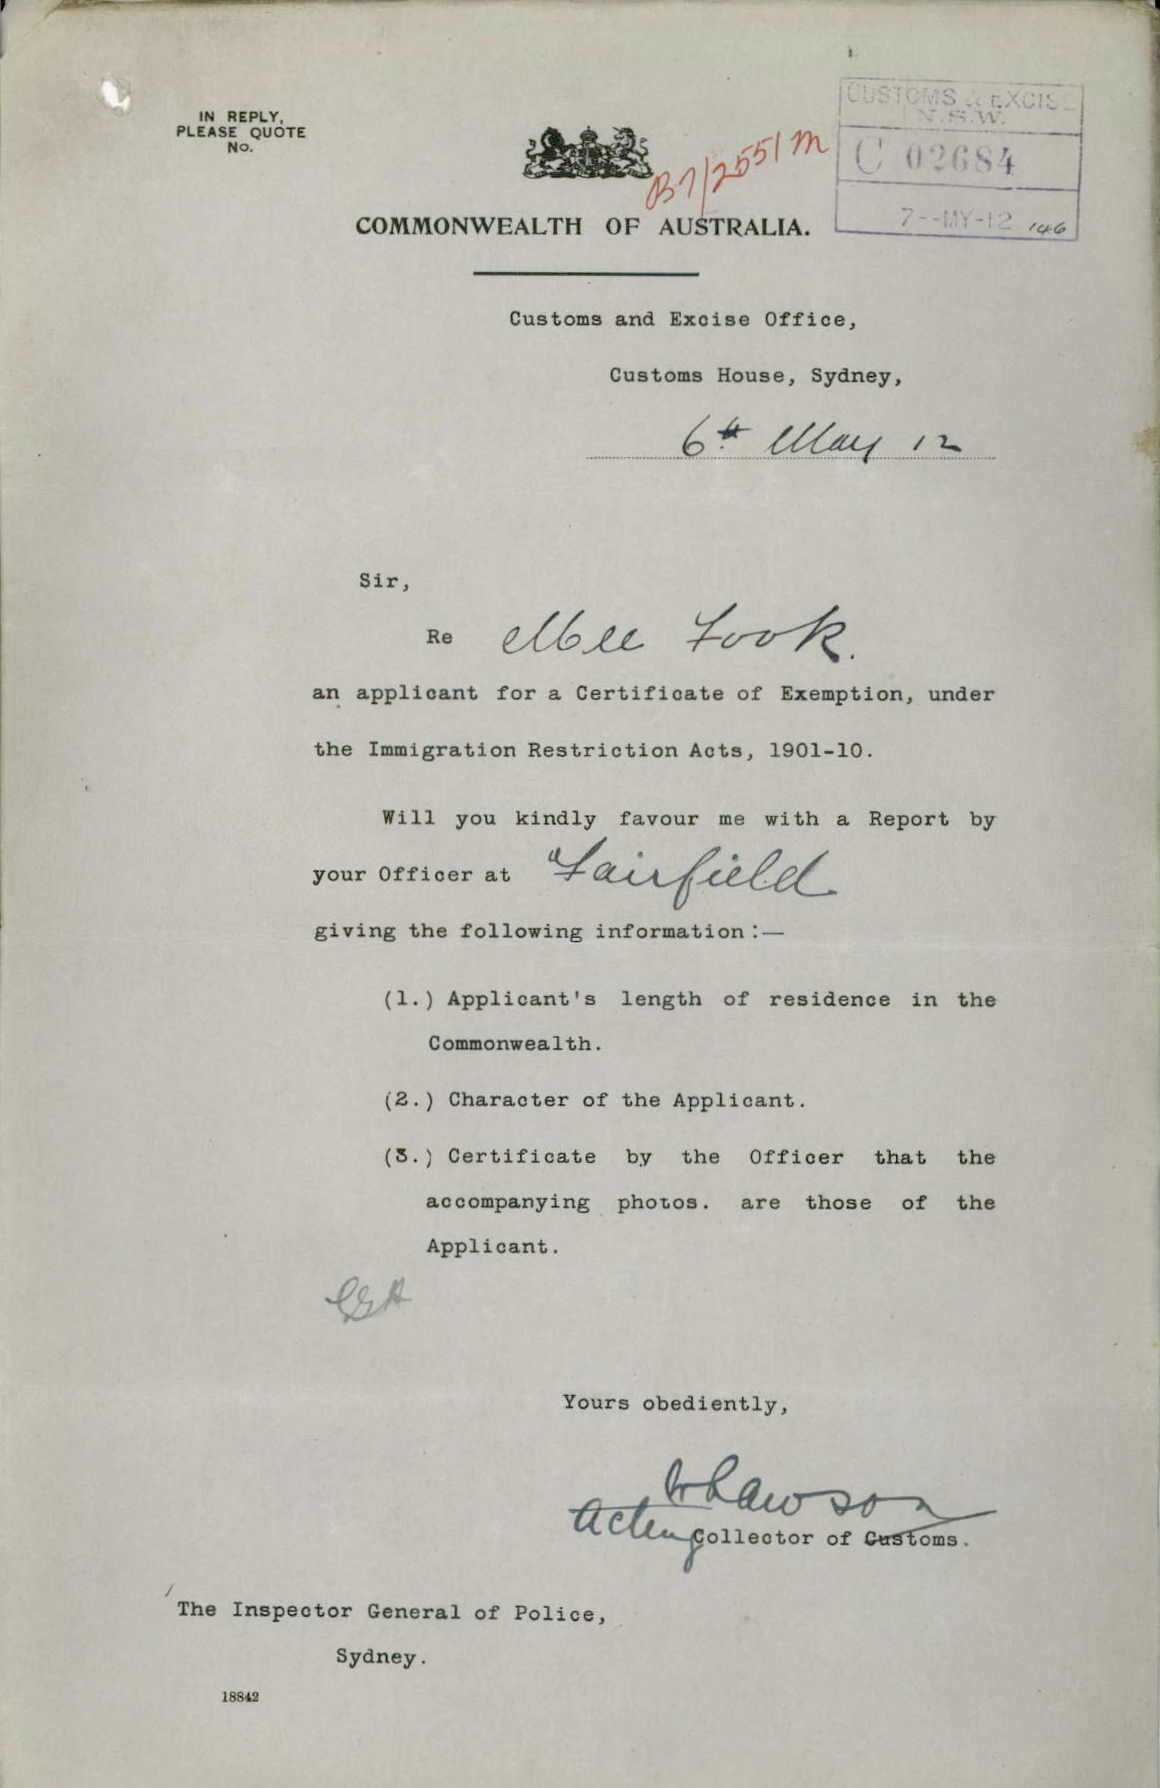 IN REPLY,
PLEASE QUOTE
No.
CUSTOMS & EXCISE
N.S.W.
C 02684
7--MY-12 146
B7/2551 M
COMMONWEALTH OF AUSTRALIA.
Customs and Excise Office,
Customs House, Sydney,
6th May 12
Sir,
Re Mee Fook.
an applicant for a Certificate of Exemption, under
the Immigration Restriction Acts, 1901-10.
Will you kindly favour me with a Report by
your Officer at Fairfield
giving the following information:—
(1.) Applicant's length of residence in the
Commonwealth.
(2.) Character of the Applicant.
(3.) Certificate by the Officer that the
accompanying photos. are those of the
Applicant.
Yours obediently,
Lawson
Acting Collector of Customs.
The Inspector General of Police,
Sydney.
18842